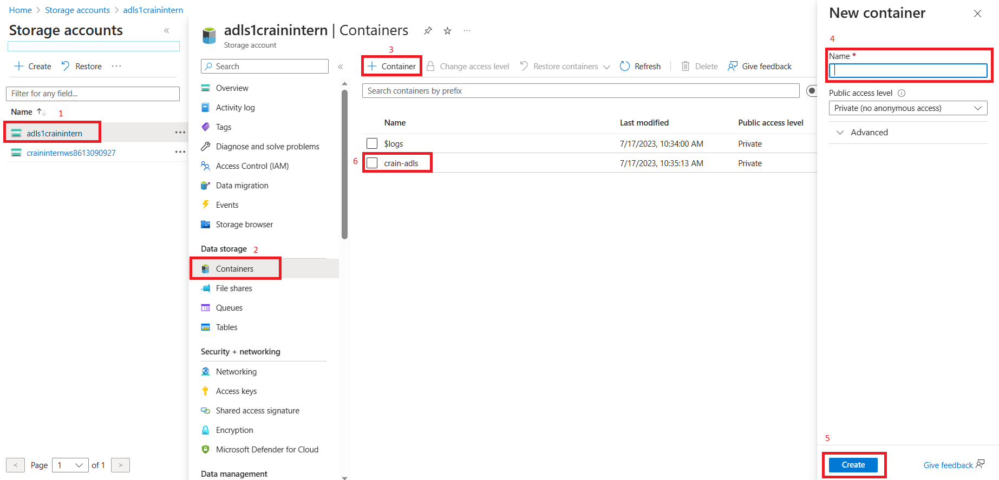 Home > Storage accounts > adls1crainintern
Storage accounts «
+ Create Restore ...
Filter for any field...
Name ↑↓ 1
adls1crainintern ...
craininternws8613090927 ...
< Page 1 of 1 >
adls1crainintern | Containers ...
Storage account
Search «
Overview
Activity log
Tags
Diagnose and solve problems
Access Control (IAM)
Data migration
Events
Storage browser
Data storage 2
Containers
File shares
Queues
Tables
Security + networking
Networking
Access keys
Shared access signature
Encryption
Microsoft Defender for Cloud
Data management
3
+ Container Change access level Restore containers Refresh Delete Give feedback
Search containers by prefix
Name Last modified Public access level
$logs 7/17/2023, 10:34:00 AM Private
6 crain-adls 7/17/2023, 10:35:13 AM Private
New container
4
Name *
Public access level
Private (no anonymous access)
Advanced
5
Create Give feedback